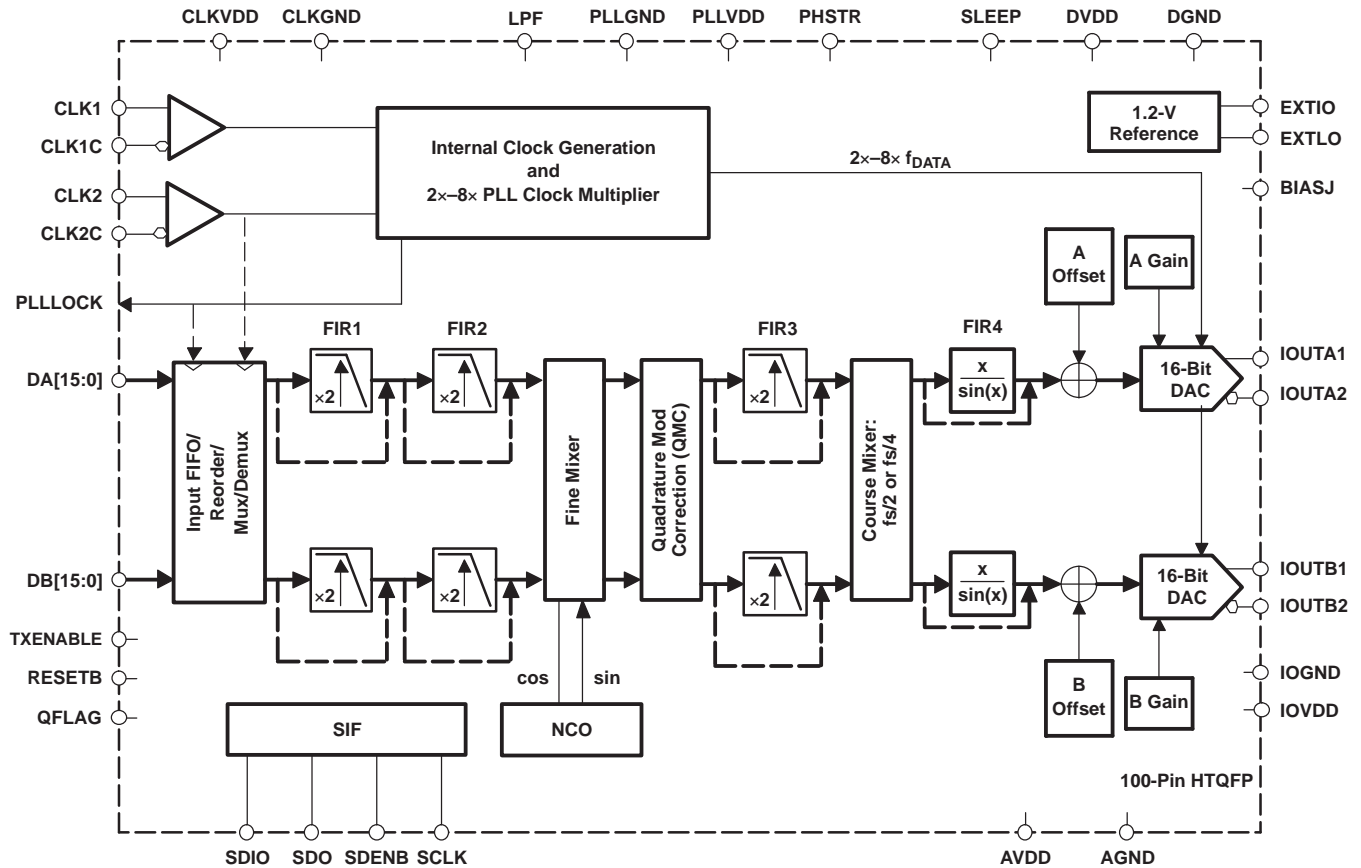 CLKVDD
CLKGND
LPF
PLLGND
PLLVDD
PHSTR
SLEEP
DVDD
DGND
CLK1
CLK1C
CLK2
CLK2C
PLLLOCK
DA[15:0]
DB[15:0]
TXENABLE
RESETB
QFLAG
Internal Clock Generation
and
2×–8× PLL Clock Multiplier
2×–8× fDATA
1.2-V
Reference
EXTIO
EXTLO
BIASJ
A
Offset
A Gain
FIR1
FIR2
FIR3
FIR4
Input FIFO/
Reorder/
Mux/Demux
×2
×2
Fine Mixer
Quadrature Mod
Correction (QMC)
×2
Course Mixer:
fs/2 or fs/4
x
sin(x)
16-Bit
DAC
IOUTA1
IOUTA2
×2
×2
×2
x
sin(x)
16-Bit
DAC
IOUTB1
IOUTB2
cos
sin
NCO
SIF
B
Offset
B Gain
IOGND
IOVDD
100-Pin HTQFP
SDIO
SDO
SDENB
SCLK
AVDD
AGND